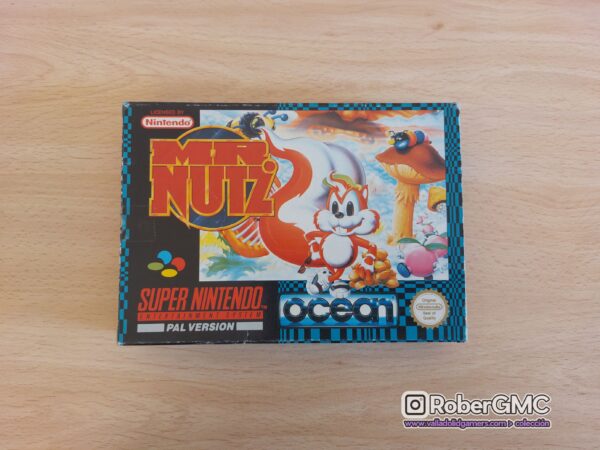 LICENSED BY
Nintendo
MR.
NUTZ
SUPER NINTENDO
ENTERTAINMENT SYSTEM
PAL VERSION
ocean
Original
Nintendo
Seal of
Quality
RoberGMC
www.valladolidgamers.com > colección